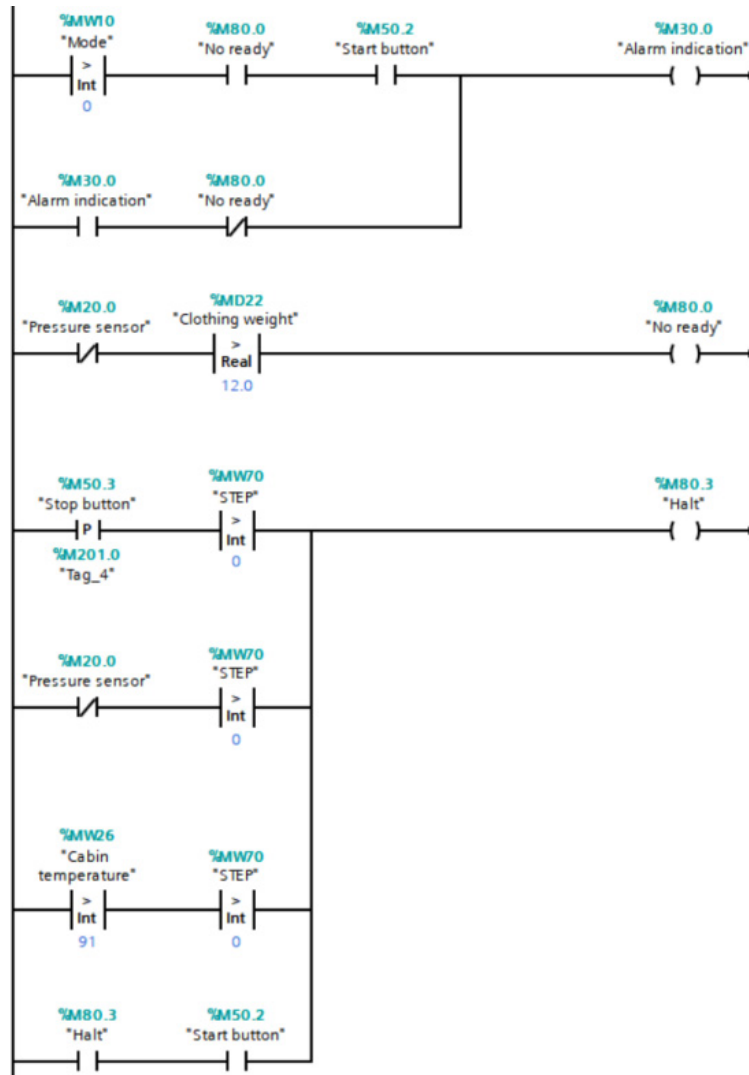 %MW10 %M80.0 %M50.2 %M30.0
"Mode" "No ready" "Start button" "Alarm indication"
>
Int
0
%M30.0 %M80.0
"Alarm indication" "No ready"
%M20.0 %MD22 %M80.0
"Pressure sensor" "Clothing weight" "No ready"
>
Real
12.0
%M50.3 %MW70 %M80.3
"Stop button" "STEP" "Halt"
P >
Int
%M201.0 0
"Tag_4"
%M20.0 %MW70
"Pressure sensor" "STEP"
>
Int
0
%MW26
"Cabin %MW70
temperature" "STEP"
> >
Int Int
91 0
%M80.3 %M50.2
"Halt" "Start button"